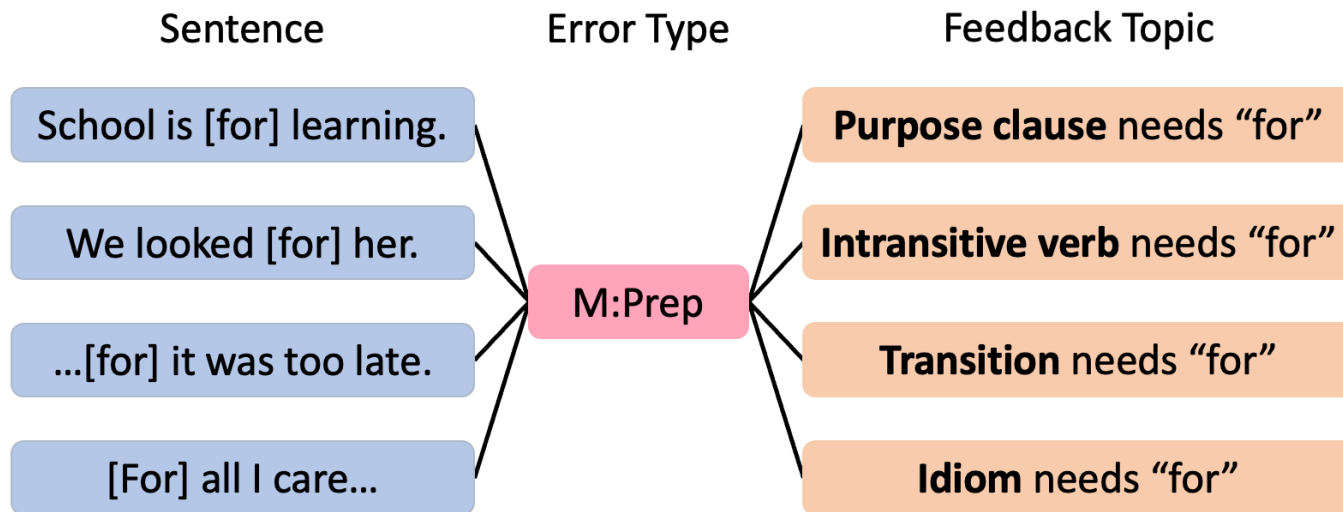 Sentence Error Type Feedback Topic
School is [for] learning. Purpose clause needs “for”
We looked [for] her. Intransitive verb needs “for”
M:Prep
...[for] it was too late. Transition needs “for”
[For] all I care... Idiom needs “for”